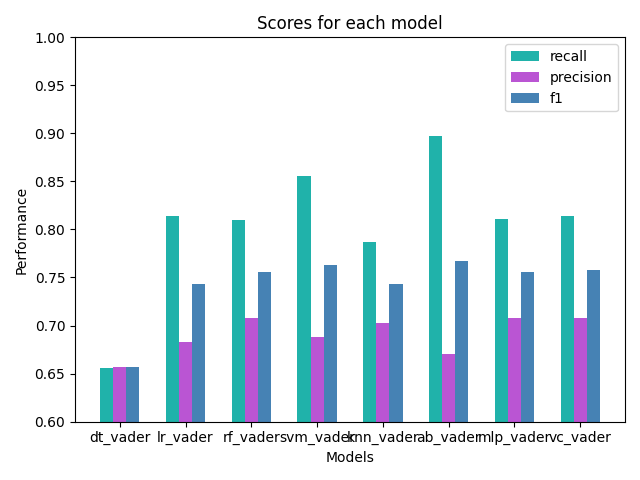 Scores for each model
1.00
0.95
0.90
0.85
0.80
0.75
0.70
0.65
0.60
Performance
recall
precision
f1
dt_vader lr_vader rf_vader svm_vader knn_vader ab_vader mlp_vader vc_vader
Models